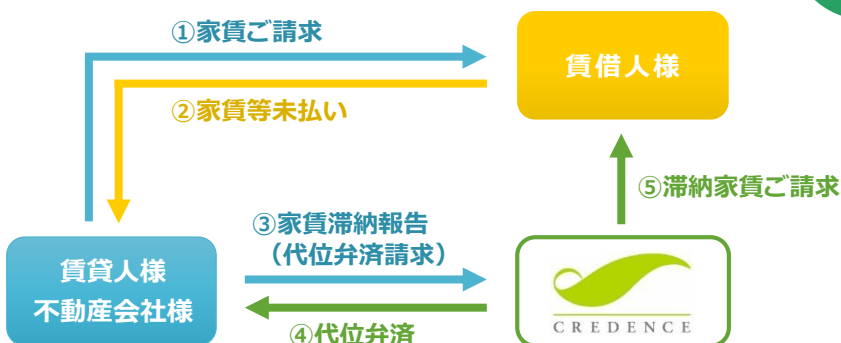 ①家賃ご請求
賃借人様
②家賃等未払い
⑤滞納家賃ご請求
③家賃滞納報告
（代位弁済請求）
賃貸人様
不動産会社様
CREDENCE
④代位弁済